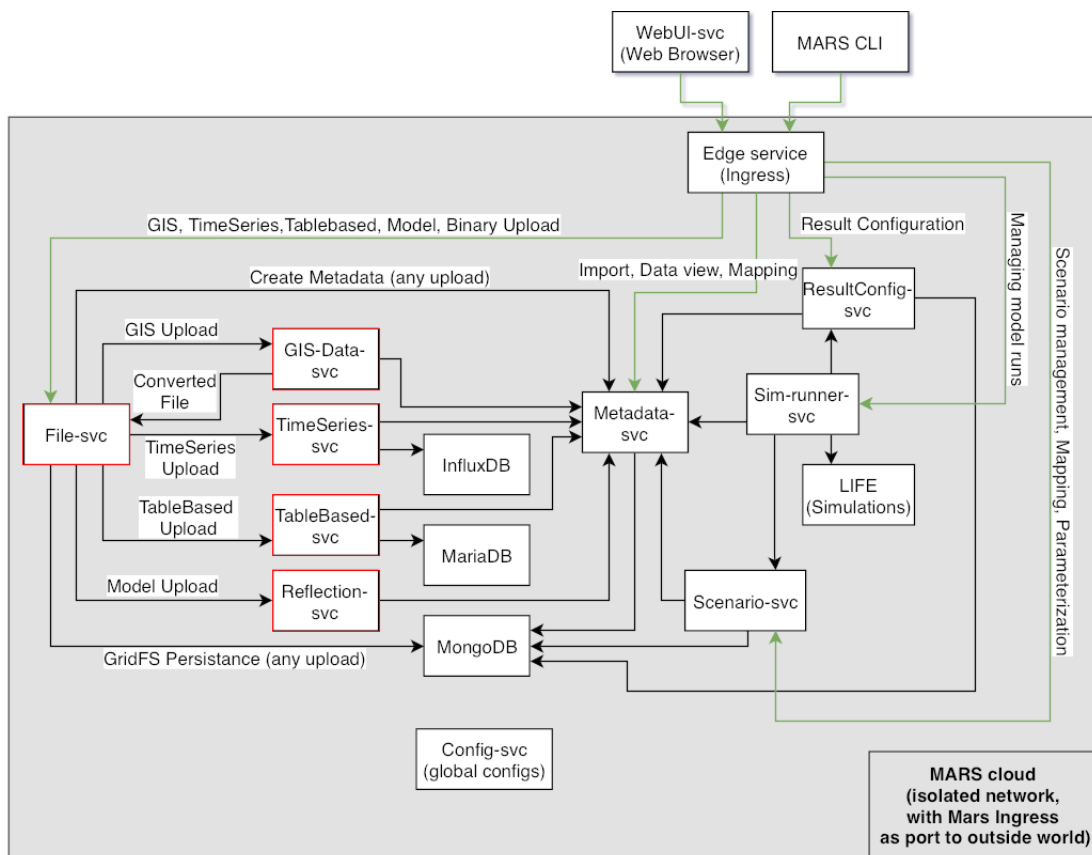 WebUI-svc
(Web Browser)
MARS CLI
Edge service
(Ingress)
GIS, TimeSeries,Tablebased, Model, Binary Upload
Result Configuration
Managing model runs
Scenario management, Mapping, Parameterization
Import, Data view, Mapping
Create Metadata (any upload)
ResultConfig-
svc
GIS Upload
GIS-Data-
svc
Converted
File
File-svc
TimeSeries-
svc
TimeSeries
Upload
InfluxDB
Metadata-
svc
Sim-runner-
svc
LIFE
(Simulations)
TableBased
Upload
TableBased-
svc
MariaDB
Model Upload
Reflection-
svc
Scenario-svc
MongoDB
GridFS Persistance (any upload)
Config-svc
(global configs)
MARS cloud
(isolated network,
with Mars Ingress
as port to outside world)